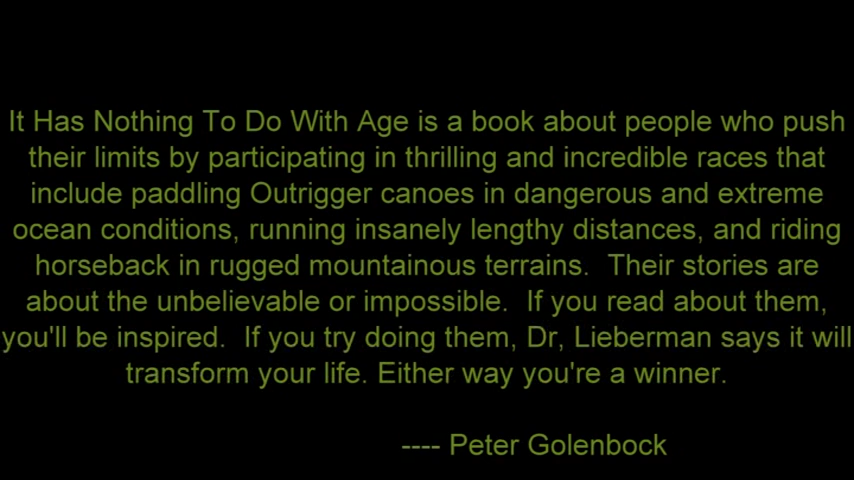 It Has Nothing To Do With Age is a book about people who push
their limits by participating in thrilling and incredible races that
include paddling Outrigger canoes in dangerous and extreme
ocean conditions, running insanely lengthy distances, and riding
horseback in rugged mountainous terrains.  Their stories are
about the unbelievable or impossible.  If you read about them,
you'll be inspired.  If you try doing them, Dr, Lieberman says it will
transform your life. Either way you're a winner.
---- Peter Golenbock